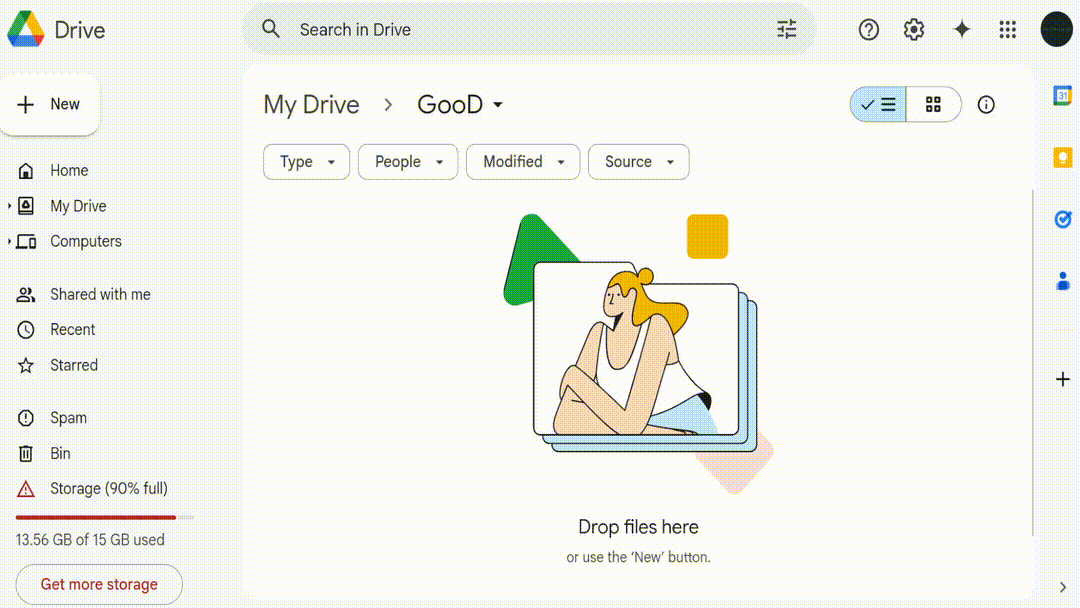 Drive
Search in Drive
New
My Drive > GooD
Type
People
Modified
Source
Home
My Drive
Computers
Shared with me
Recent
Starred
Spam
Bin
Storage (90% full)
13.56 GB of 15 GB used
Get more storage
Drop files here
or use the ‘New’ button.
31